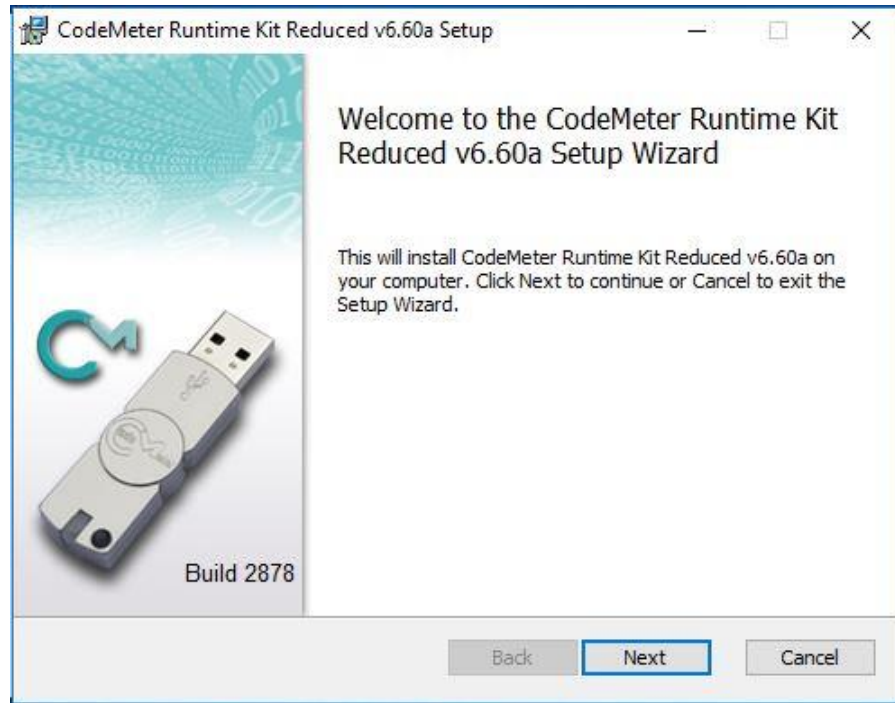 CodeMeter Runtime Kit Reduced v6.60a Setup
Welcome to the CodeMeter Runtime Kit
Reduced v6.60a Setup Wizard
This will install CodeMeter Runtime Kit Reduced v6.60a on
your computer. Click Next to continue or Cancel to exit the
Setup Wizard.
CM
Build 2878
Back
Next
Cancel